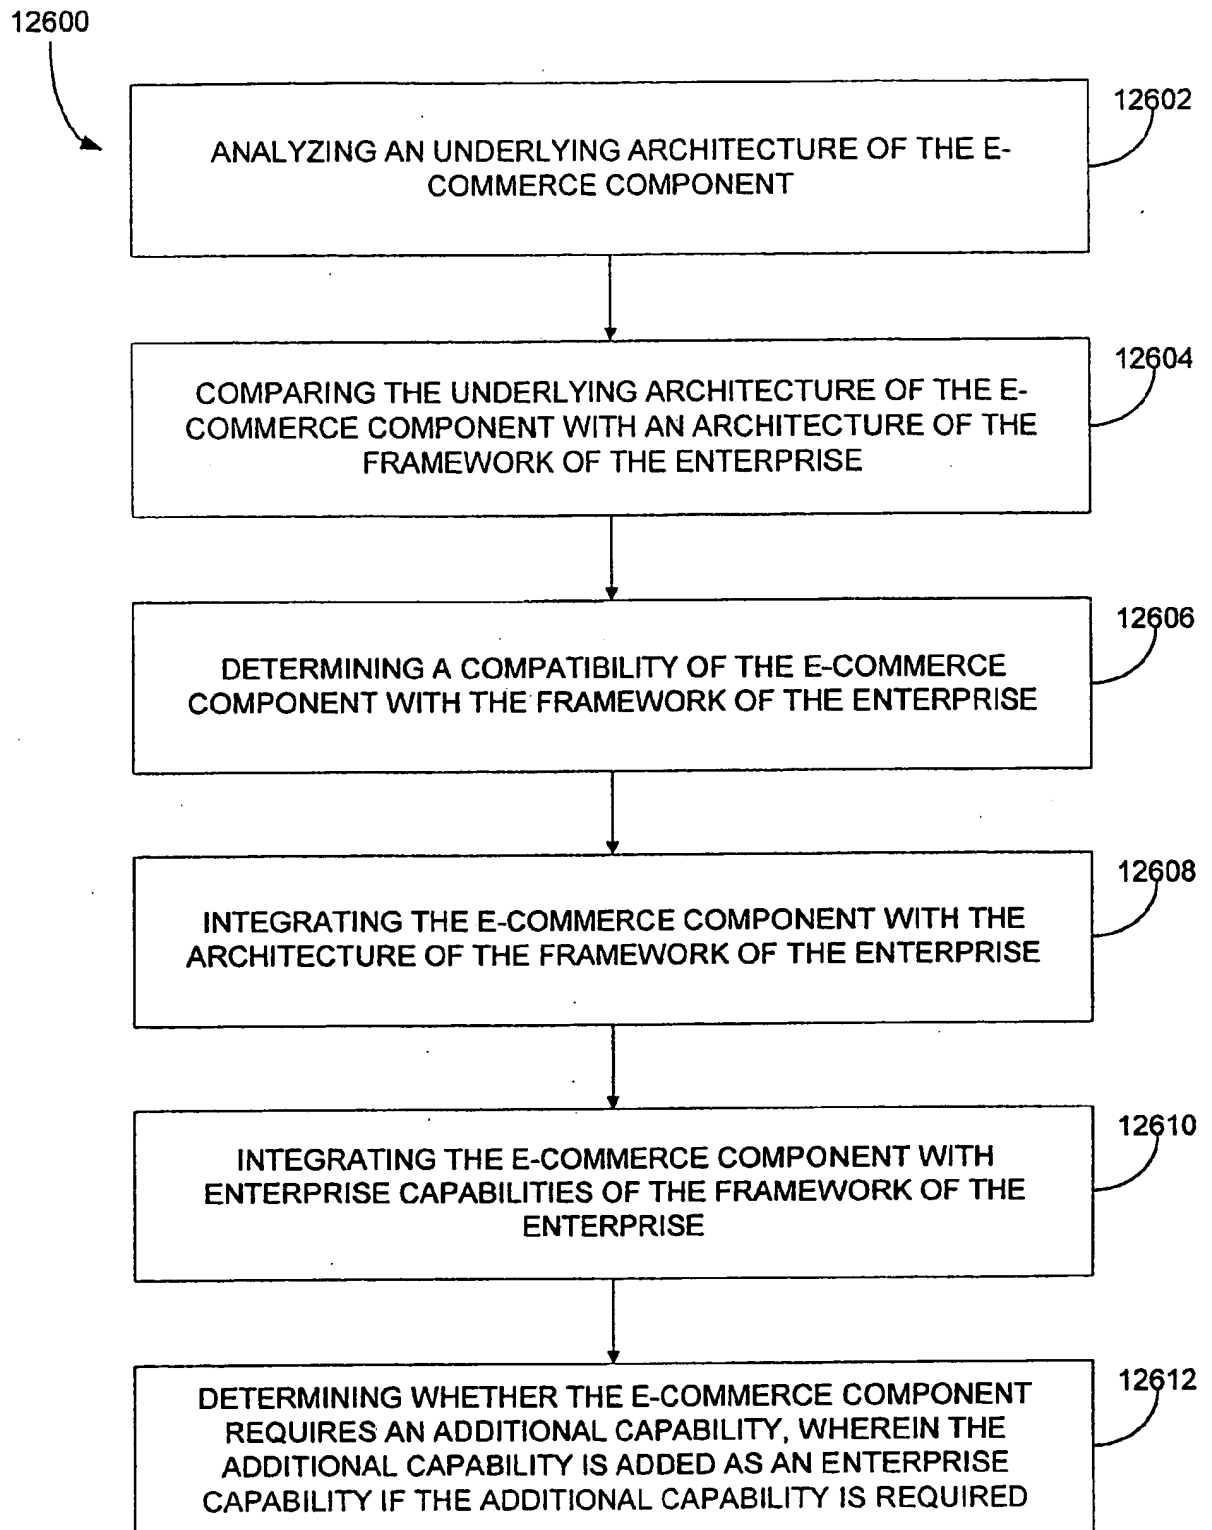 12600
12602
ANALYZING AN UNDERLYING ARCHITECTURE OF THE E-
COMMERCE COMPONENT
12604
COMPARING THE UNDERLYING ARCHITECTURE OF THE E-
COMMERCE COMPONENT WITH AN ARCHITECTURE OF THE
FRAMEWORK OF THE ENTERPRISE
12606
DETERMINING A COMPATIBILITY OF THE E-COMMERCE
COMPONENT WITH THE FRAMEWORK OF THE ENTERPRISE
12608
INTEGRATING THE E-COMMERCE COMPONENT WITH THE
ARCHITECTURE OF THE FRAMEWORK OF THE ENTERPRISE
12610
INTEGRATING THE E-COMMERCE COMPONENT WITH
ENTERPRISE CAPABILITIES OF THE FRAMEWORK OF THE
ENTERPRISE
12612
DETERMINING WHETHER THE E-COMMERCE COMPONENT
REQUIRES AN ADDITIONAL CAPABILITY, WHEREIN THE
ADDITIONAL CAPABILITY IS ADDED AS AN ENTERPRISE
CAPABILITY IF THE ADDITIONAL CAPABILITY IS REQUIRED